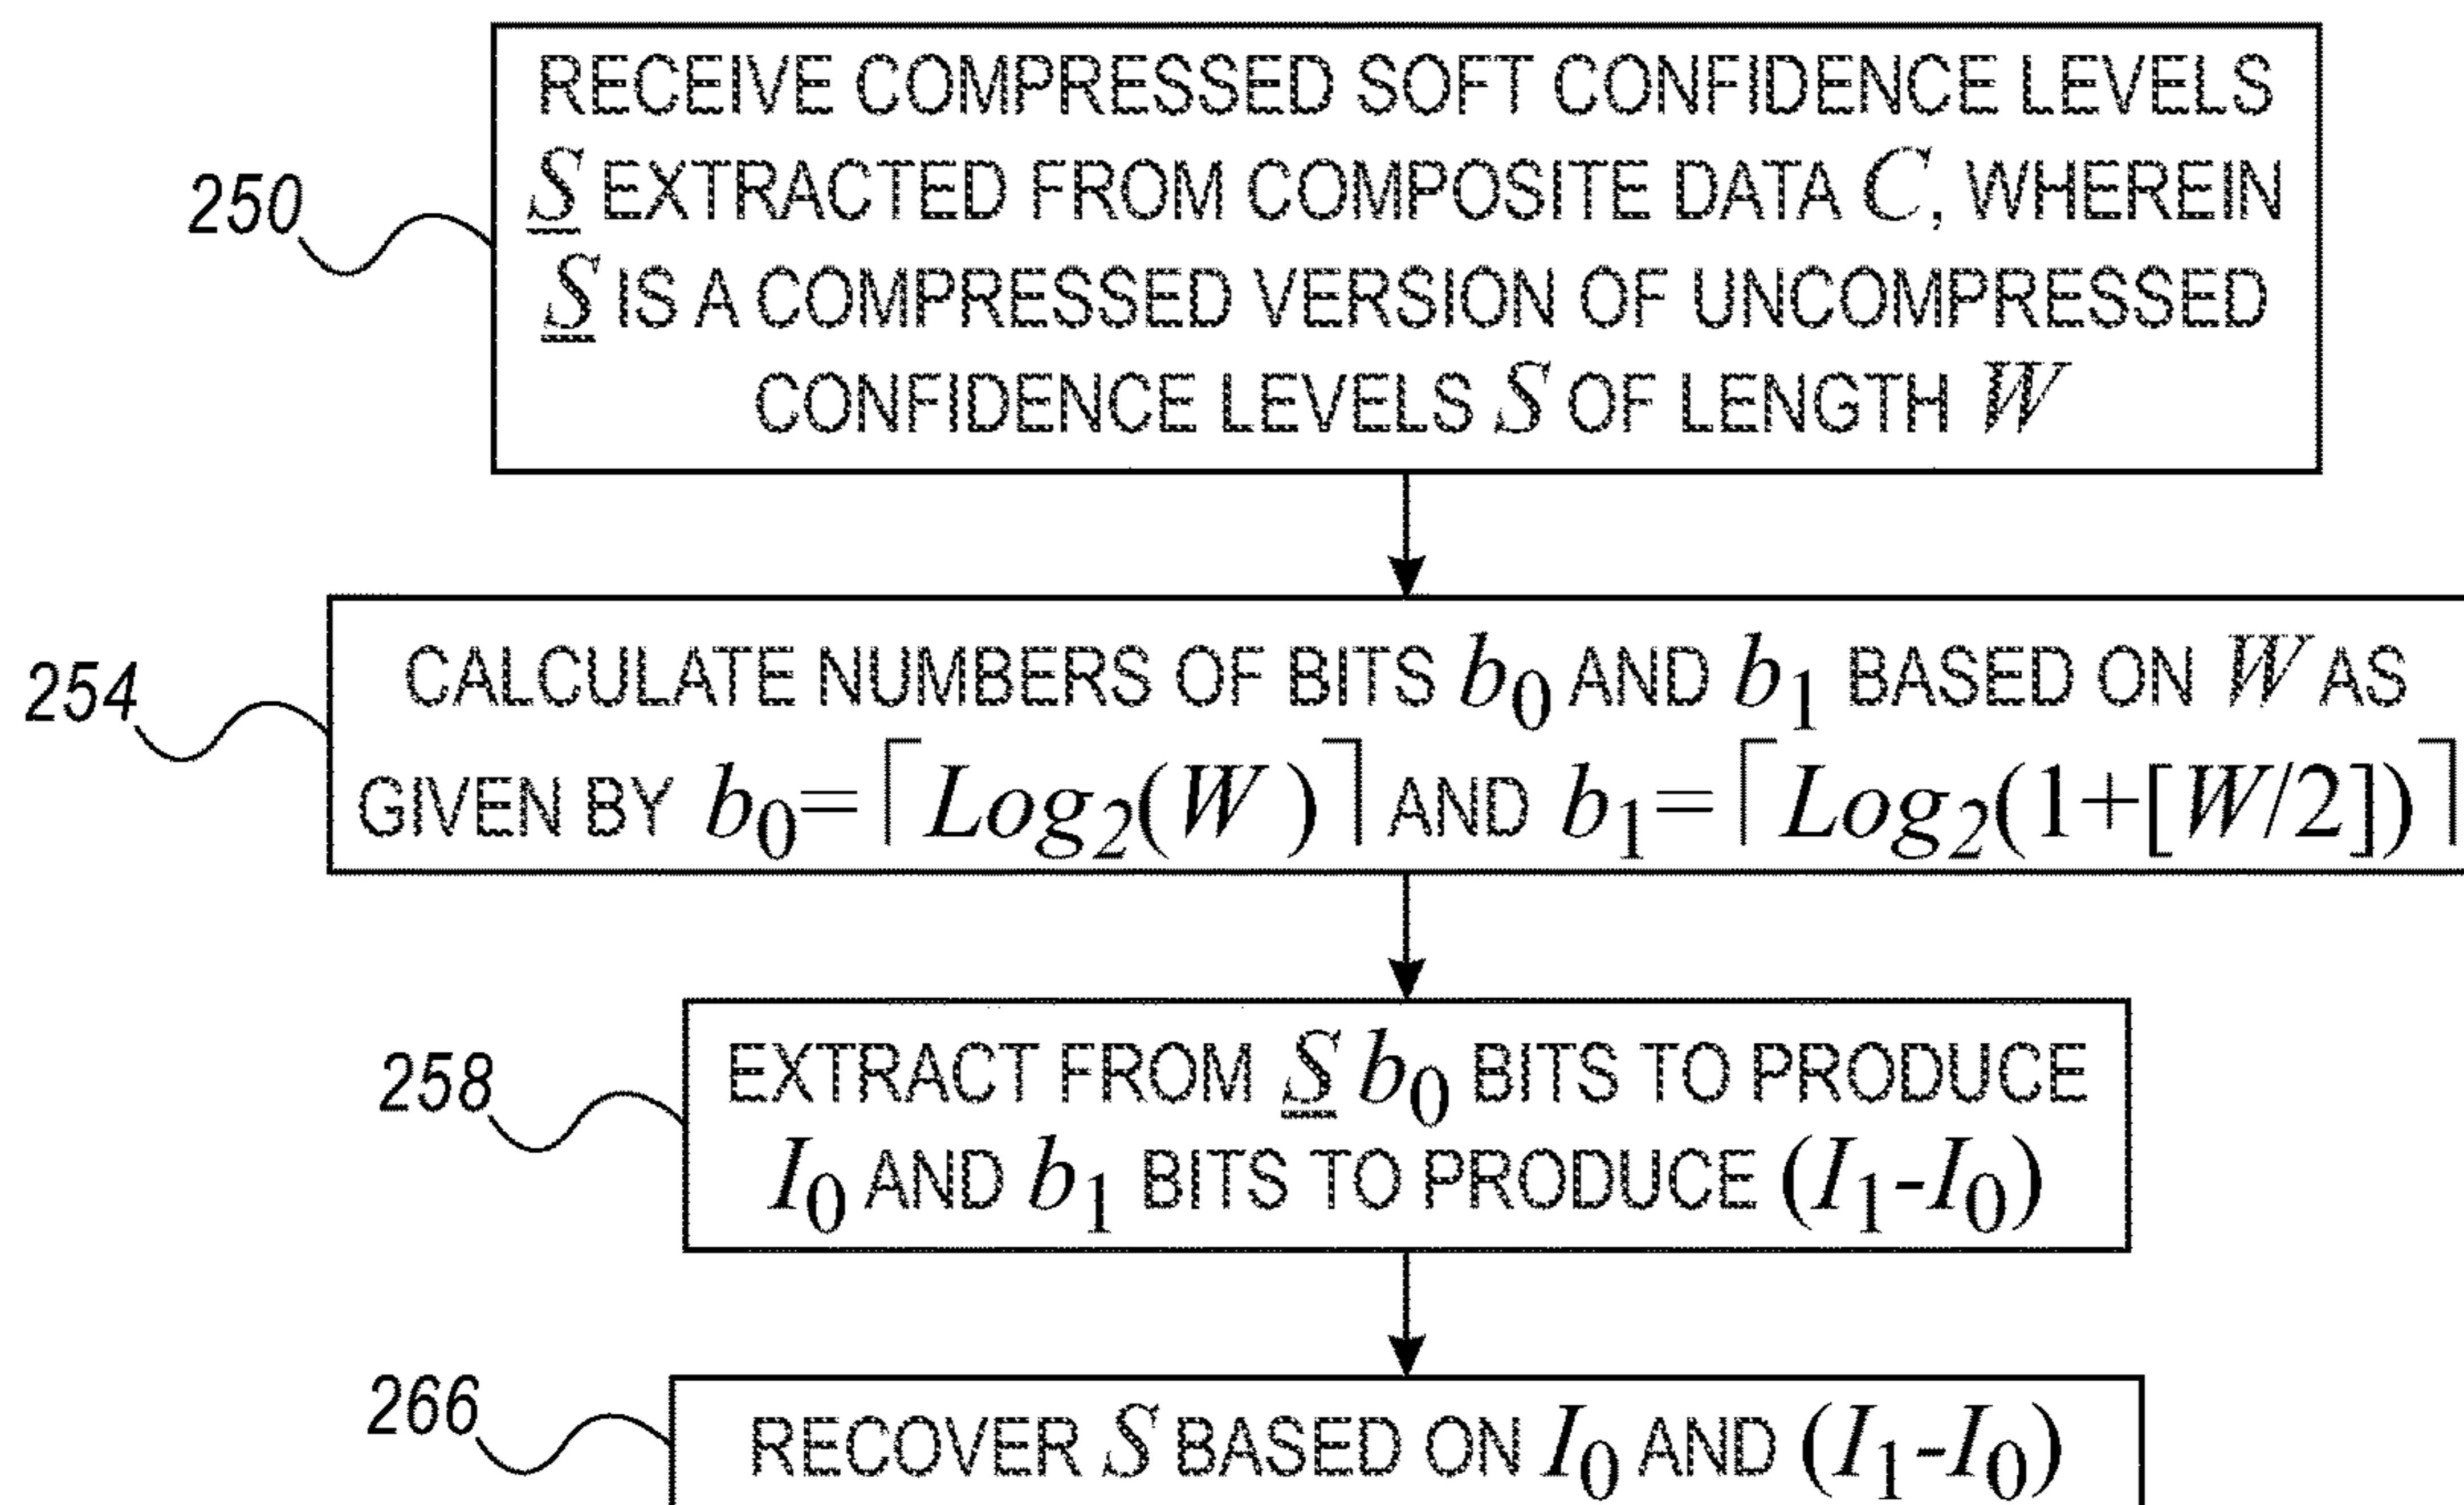 RECEIVE COMPRESSED SOFT CONFIDENCE LEVELS
250
S̲ EXTRACTED FROM COMPOSITE DATA C, WHEREIN
S̲ IS A COMPRESSED VERSION OF UNCOMPRESSED
CONFIDENCE LEVELS S OF LENGTH W
254
CALCULATE NUMBERS OF BITS b₀ AND b₁ BASED ON W AS
GIVEN BY b₀=⌈Log₂(W)⌉ AND b₁=⌈Log₂(1+[W/2])⌉
258
EXTRACT FROM S̲ b₀ BITS TO PRODUCE
I₀ AND b₁ BITS TO PRODUCE (I₁-I₀)
266
RECOVER S BASED ON I₀ AND (I₁-I₀)